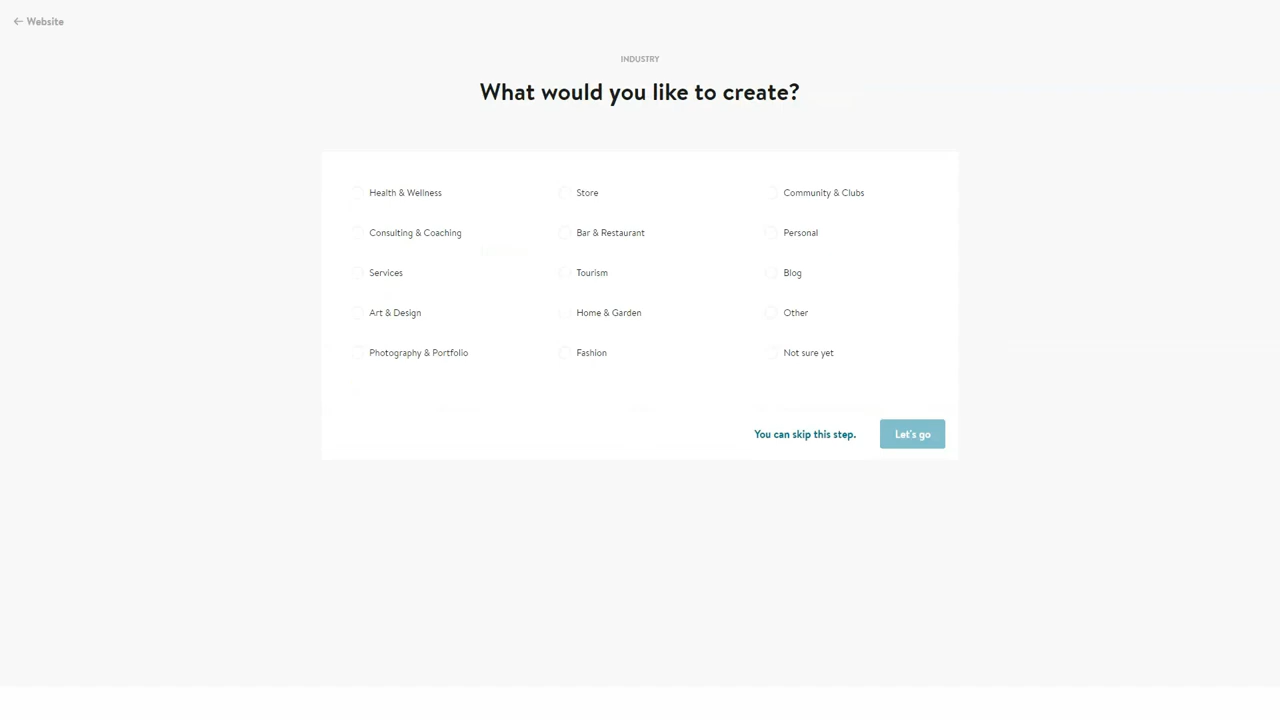 ← Website
INDUSTRY
What would you like to create?
Health & Wellness
Store
Community & Clubs
Consulting & Coaching
Bar & Restaurant
Personal
Services
Tourism
Blog
Art & Design
Home & Garden
Other
Photography & Portfolio
Fashion
Not sure yet
You can skip this step.
Let's go